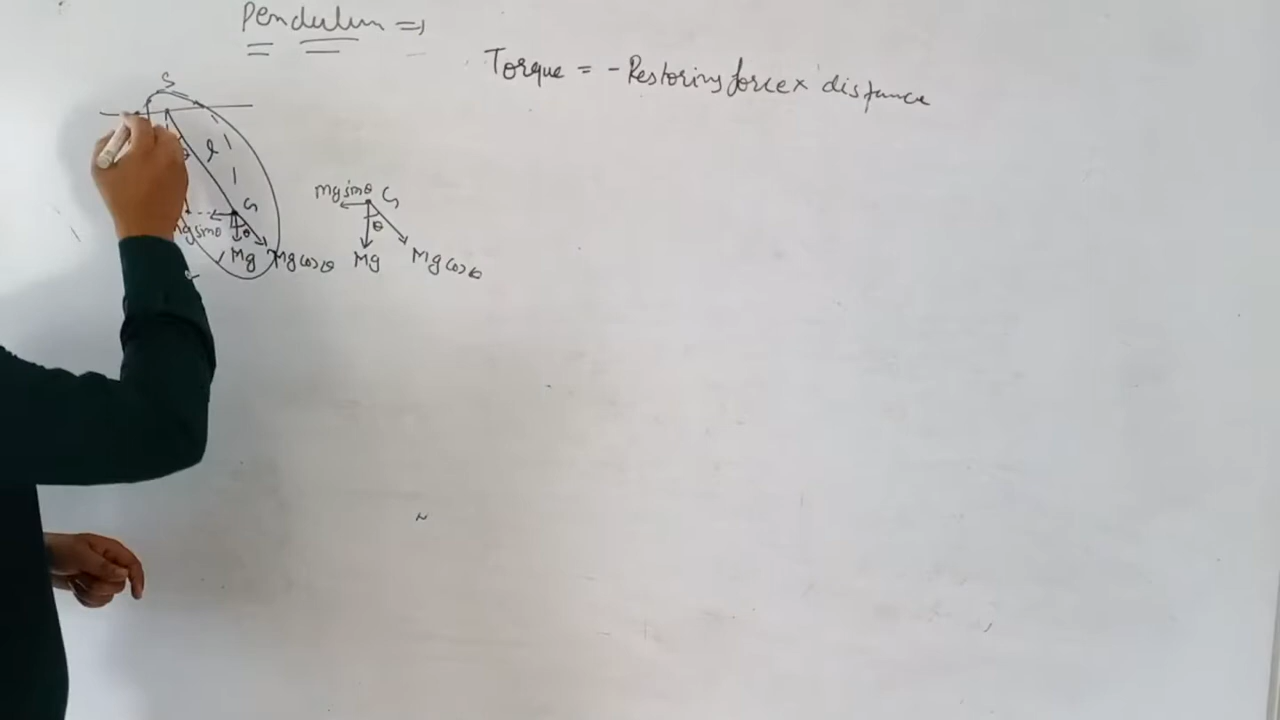 Pendulum ⇒
Torque = - Restoring force × distance
S
θ
l
G
Mg sinθ
θ
Mg
Mg cosθ
Mg sinθ
G
θ
Mg
Mg cosθ